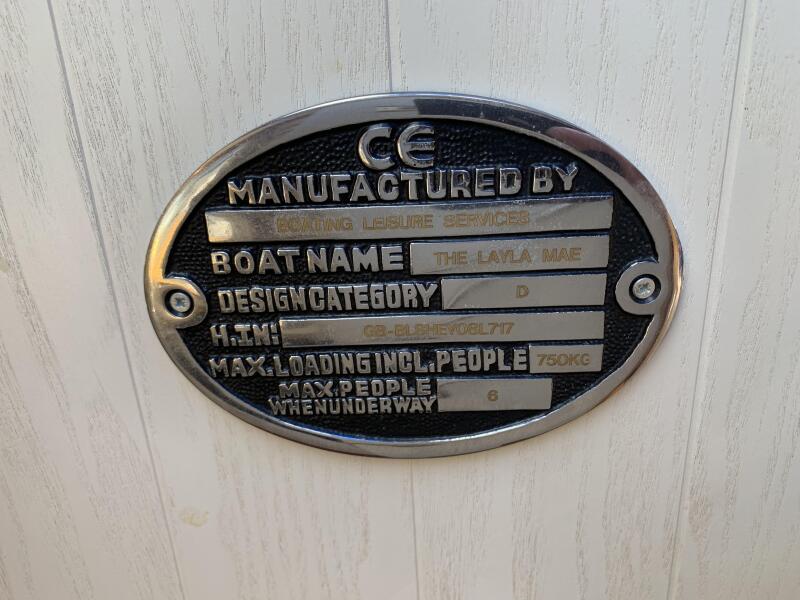 CE
MANUFACTURED BY
BOATING LEISURE SERVICES
BOAT NAME THE LAYLA MAE
DESIGN CATEGORY D
H.I.N: GB-BLSHEV08L717
MAX. LOADING INCL. PEOPLE 750KG
MAX. PEOPLE
WHEN UNDERWAY 6